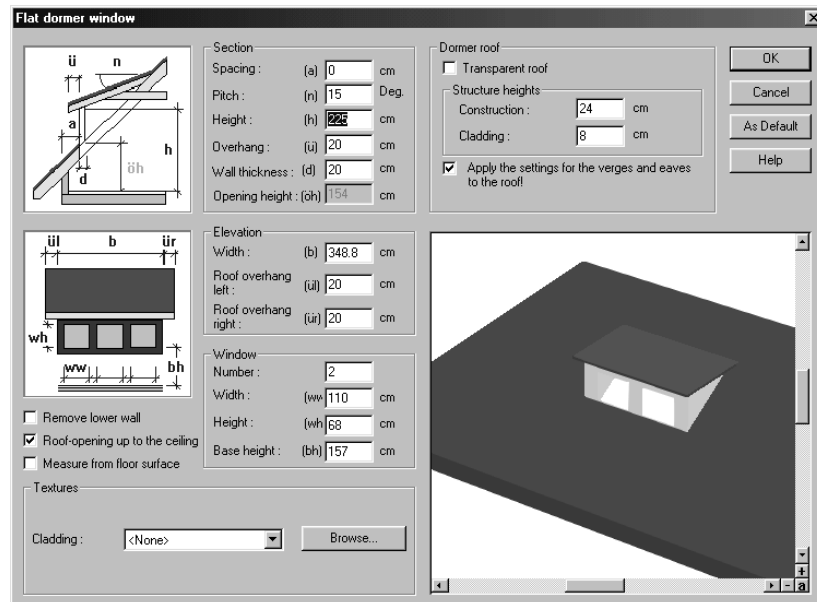 Flat dormer window
ü n
a
h
d
öh
Section
Spacing : (a) 0 cm
Pitch : (n) 15 Deg.
Height : (h) 225 cm
Overhang : (ü) 20 cm
Wall thickness : (d) 20 cm
Opening height : (öh) 154 cm
Dormer roof
Transparent roof
Structure heights
Construction : 24 cm
Cladding : 8 cm
Apply the settings for the verges and eaves
to the roof!
OK
Cancel
As Default
Help
ül b ür
wh
ww
bh
Elevation
Width : (b) 348.8 cm
Roof overhang
left : (ül) 20 cm
Roof overhang
right : (ür) 20 cm
Window
Number : 2
Width : (ww 110 cm
Height : (wh 68 cm
Base height : (bh) 157 cm
Remove lower wall
Roof-opening up to the ceiling
Measure from floor surface
Textures
Cladding : <None> Browse...
+
- a